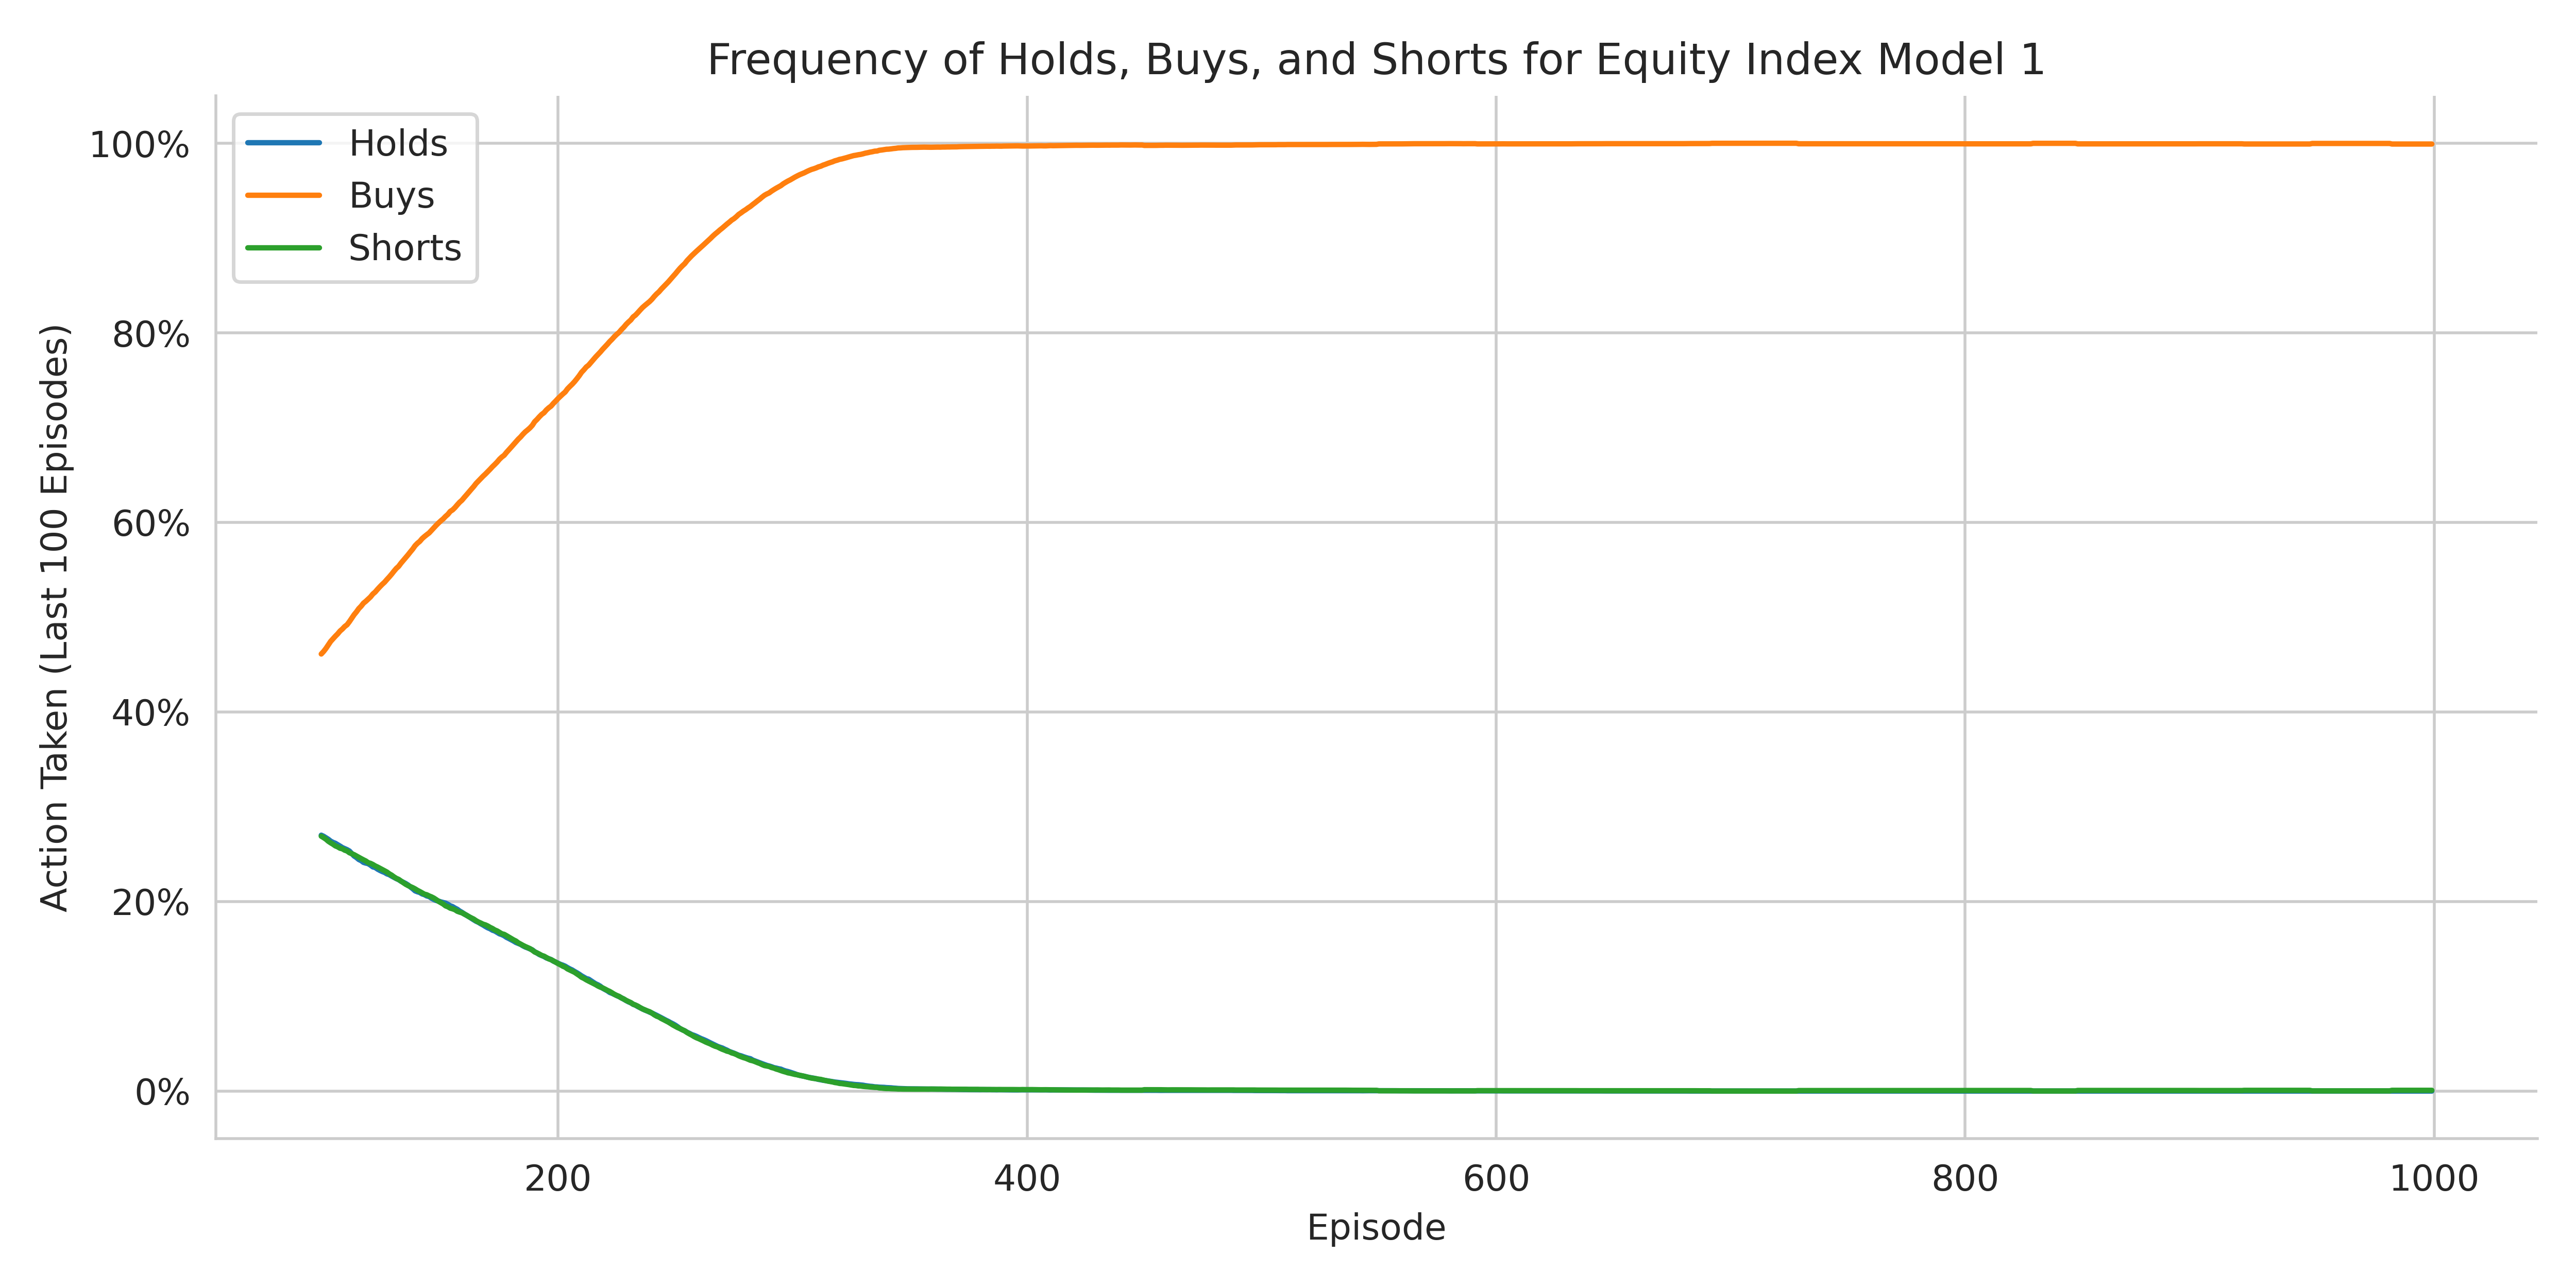 Frequency of Holds, Buys, and Shorts for Equity Index Model 1
Holds
Buys
Shorts
100%
80%
60%
40%
20%
0%
Action Taken (Last 100 Episodes)
200
400
600
800
1000
Episode